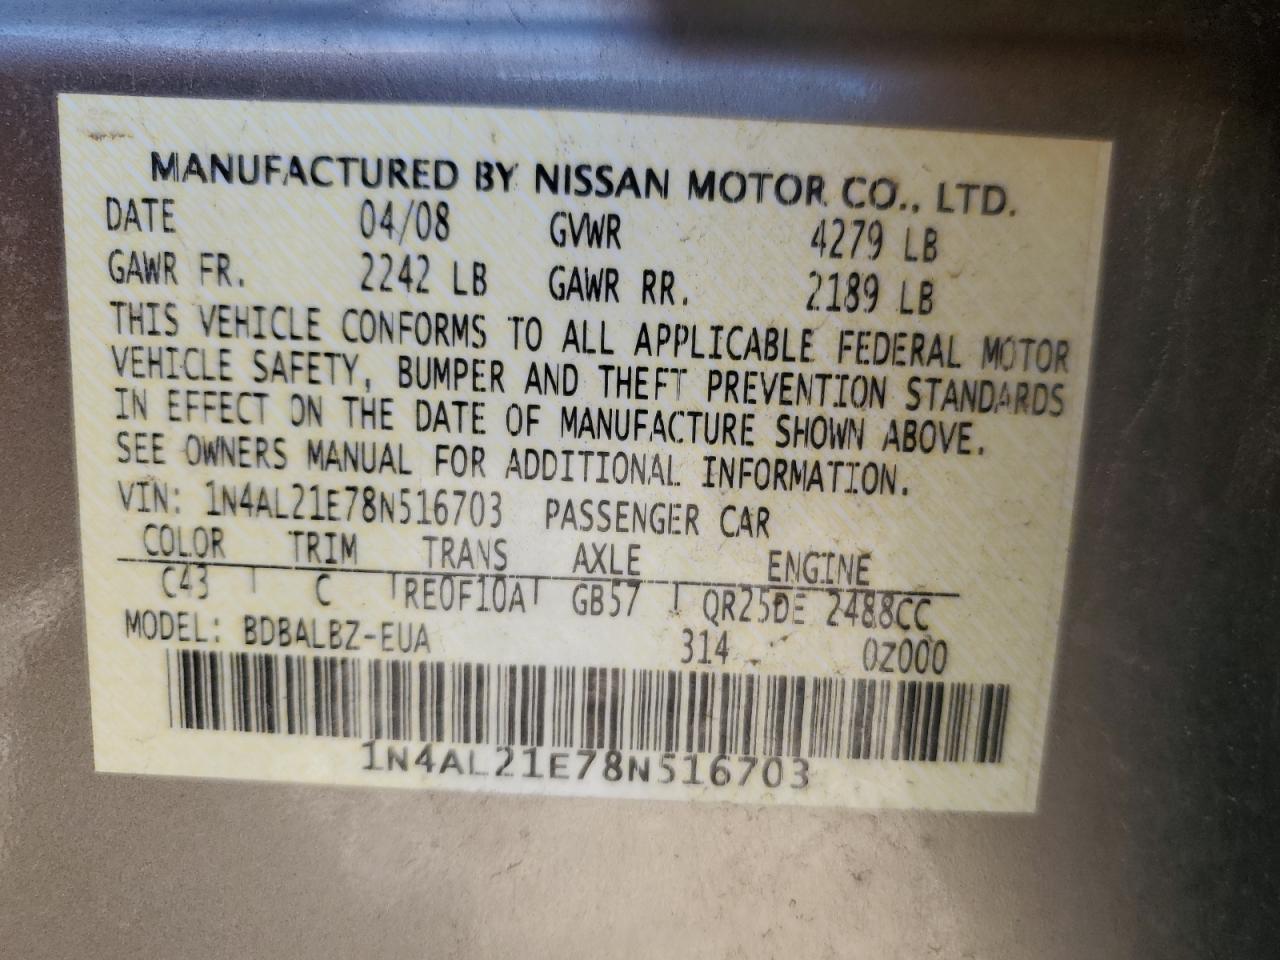 MANUFACTURED BY NISSAN MOTOR CO., LTD.
DATE 04/08 GVWR 4279 LB
GAWR FR. 2242 LB GAWR RR. 2189 LB
THIS VEHICLE CONFORMS TO ALL APPLICABLE FEDERAL MOTOR
VEHICLE SAFETY, BUMPER AND THEFT PREVENTION STANDARDS
IN EFFECT ON THE DATE OF MANUFACTURE SHOWN ABOVE.
SEE OWNERS MANUAL FOR ADDITIONAL INFORMATION.
VIN: 1N4AL21E78N516703 PASSENGER CAR
COLOR TRIM TRANS AXLE ENGINE
C43 C RE0F10A GB57 QR25DE 2488CC
MODEL: BDBALBZ-EUA 314 0Z000
1N4AL21E78N516703